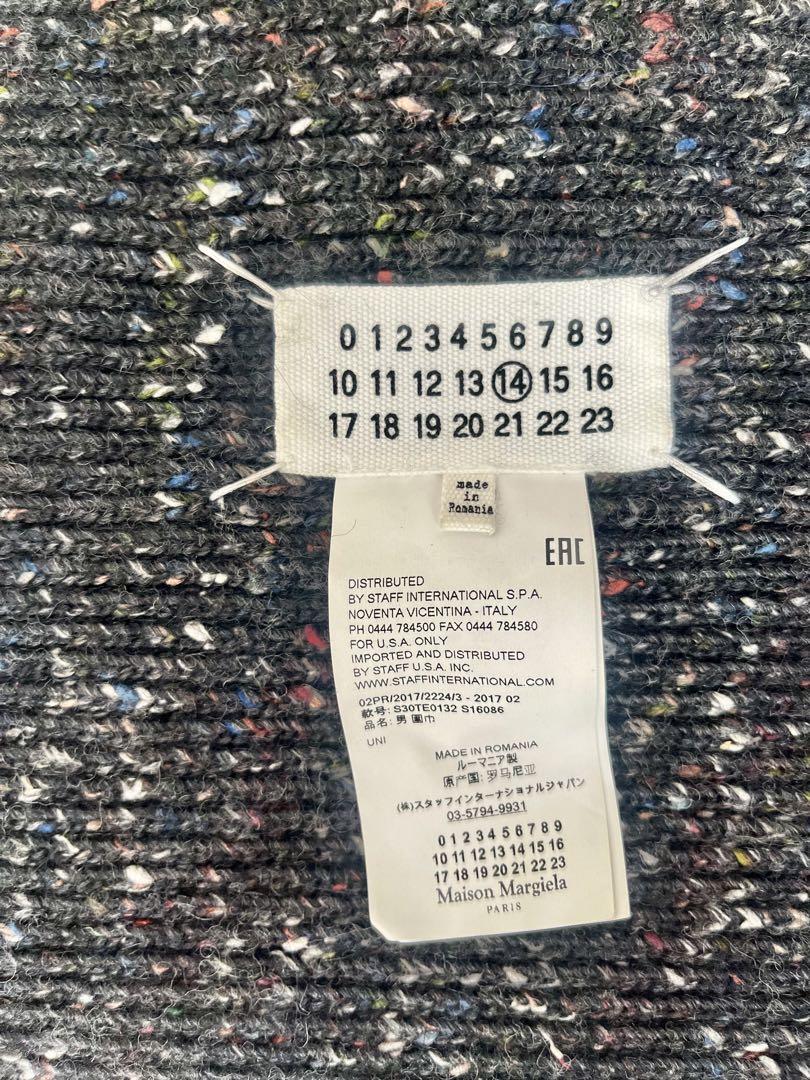 0 1 2 3 4 5 6 7 8 9
10 11 12 13 14 15 16
17 18 19 20 21 22 23
made
in
Romania
EAC
DISTRIBUTED
BY STAFF INTERNATIONAL S.P.A.
NOVENTA VICENTINA - ITALY
PH 0444 784500 FAX 0444 784580
FOR U.S.A. ONLY
IMPORTED AND DISTRIBUTED
BY STAFF U.S.A. INC.
WWW.STAFFINTERNATIONAL.COM
02PR/2017/2224/3 - 2017 02
款号: S30TE0132 S16086
品名: 男 圍巾
UNI
MADE IN ROMANIA
ルーマニア製
原产国: 罗马尼亚
(株)スタッフインターナショナルジャパン
03-5794-9931
0 1 2 3 4 5 6 7 8 9
10 11 12 13 14 15 16
17 18 19 20 21 22 23
Maison Margiela
PARIS